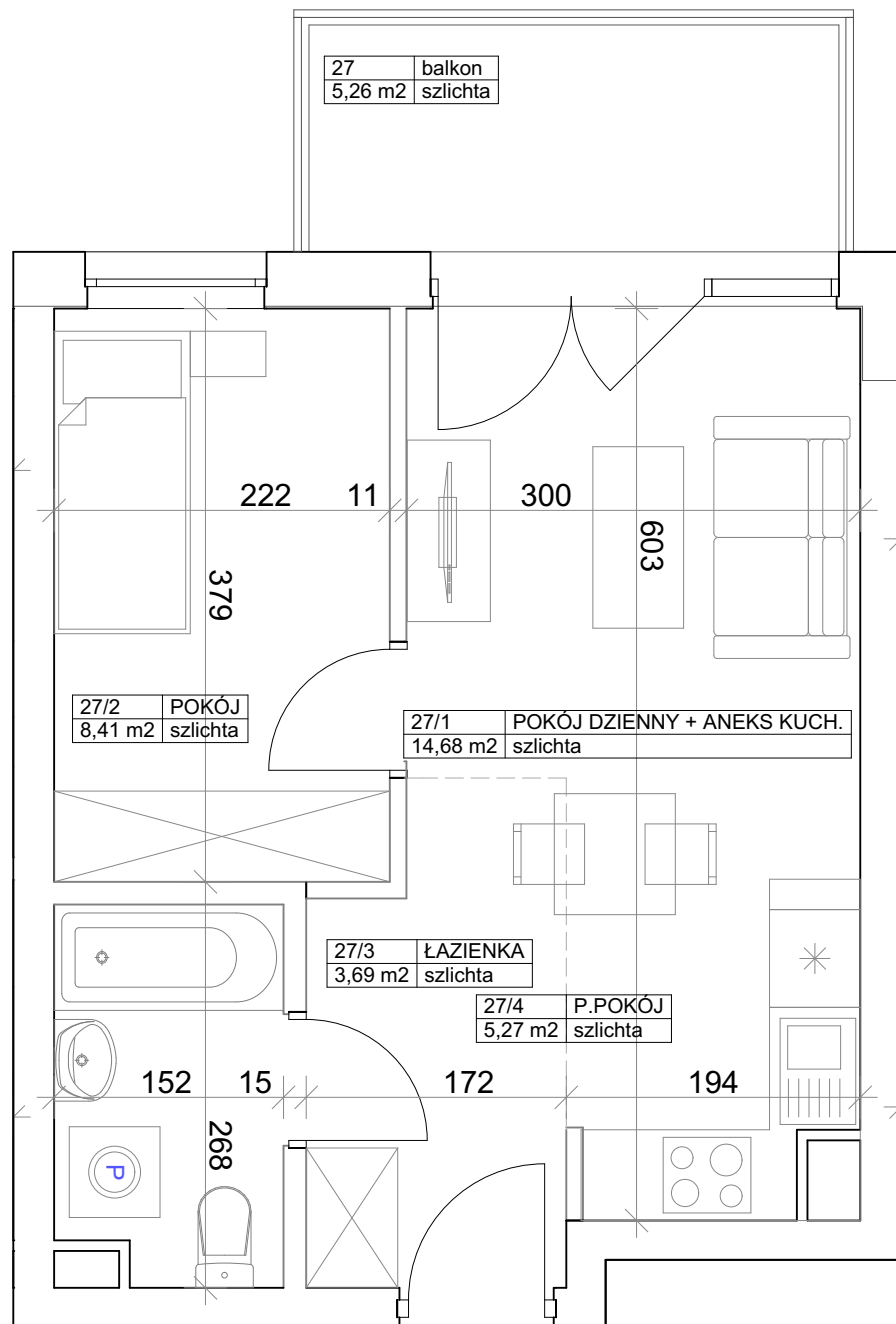 27 balkon
5,26 m2 szlichta
222 11 300
603
379
27/2 POKÓJ
8,41 m2 szlichta
27/1 POKÓJ DZIENNY + ANEKS KUCH.
14,68 m2 szlichta
27/3 ŁAZIENKA
3,69 m2 szlichta
27/4 P.POKÓJ
5,27 m2 szlichta
152 15 172 194
268
P